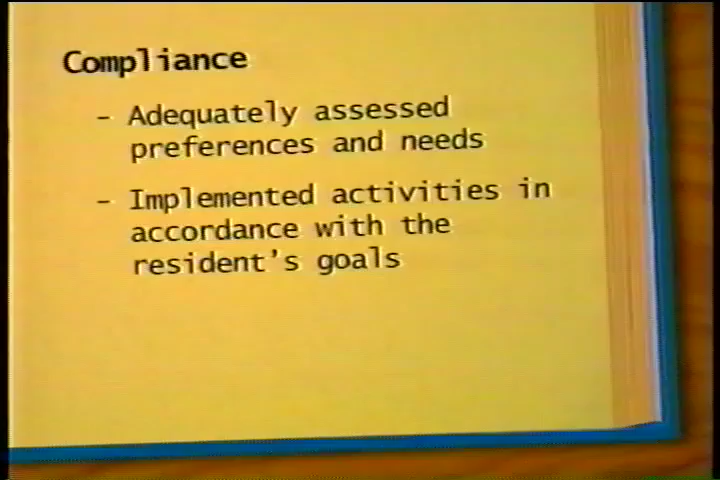 Compliance
– Adequately assessed
preferences and needs
– Implemented activities in
accordance with the
resident's goals